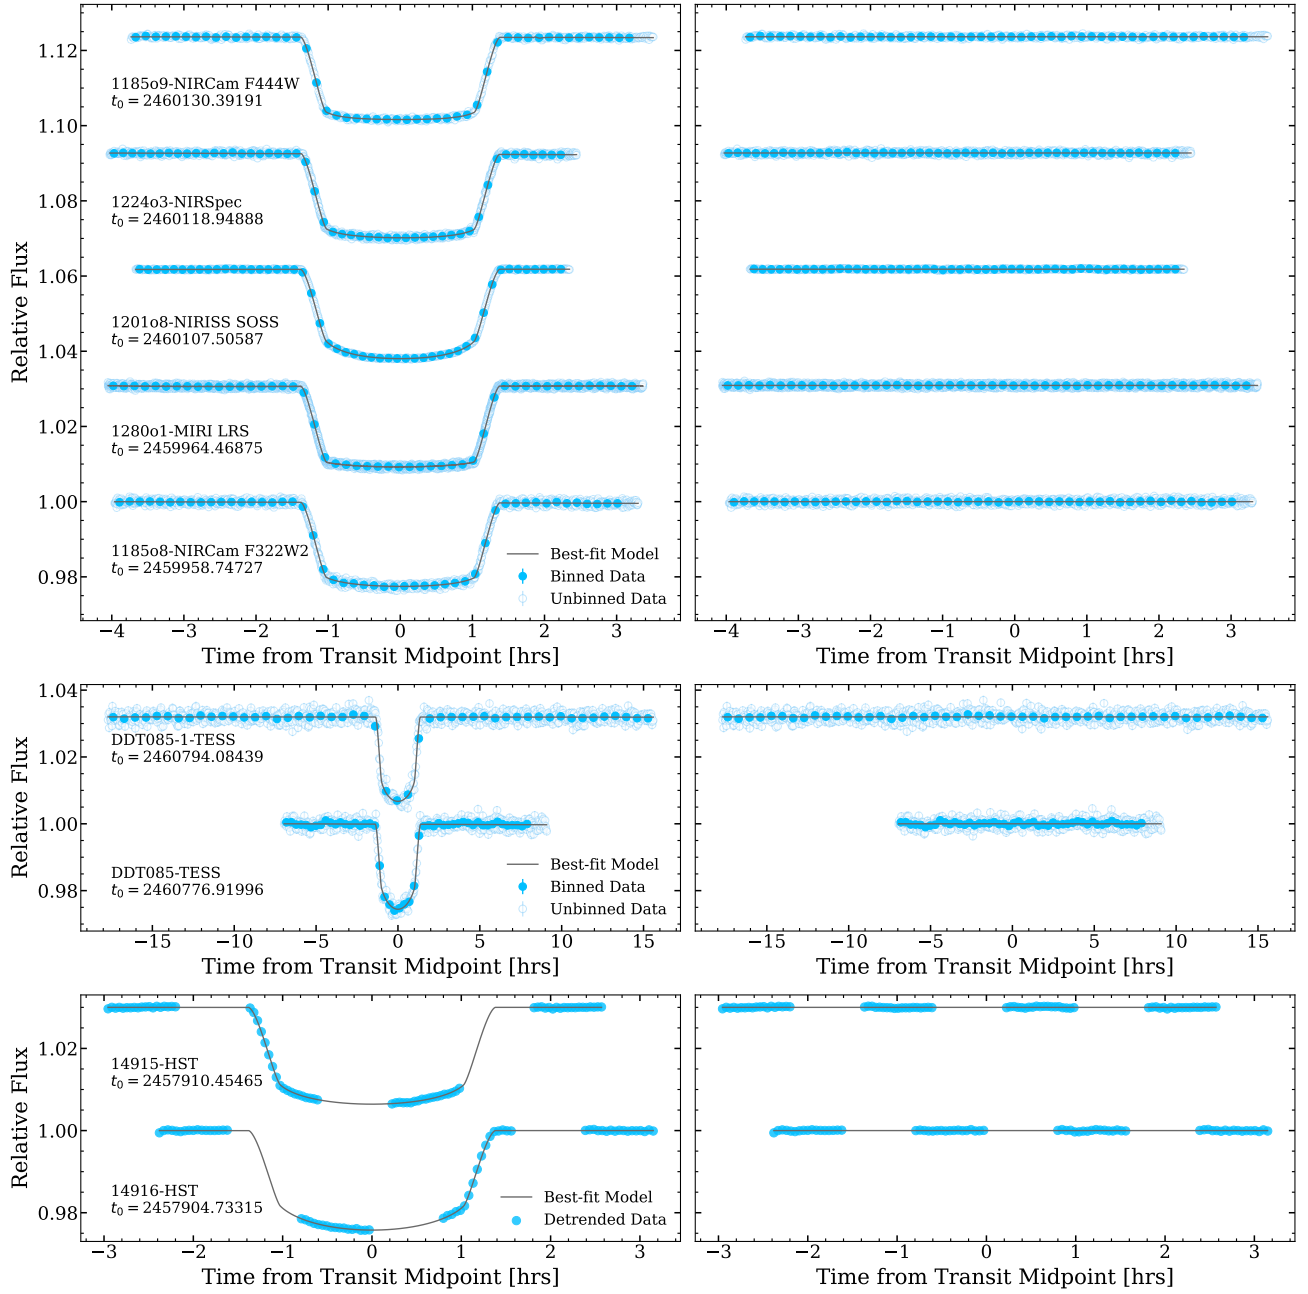 1.12
1.10
1.08
1.06
1.04
1.02
1.00
0.98
Relative Flux
1185o9-NIRCam F444W
t₀ = 2460130.39191
1224o3-NIRSpec
t₀ = 2460118.94888
1201o8-NIRISS SOSS
t₀ = 2460107.50587
1280o1-MIRI LRS
t₀ = 2459964.46875
1185o8-NIRCam F322W2
t₀ = 2459958.74727
Best-fit Model
Binned Data
Unbinned Data
−4 −3 −2 −1 0 1 2 3
Time from Transit Midpoint [hrs]
−4 −3 −2 −1 0 1 2 3
Time from Transit Midpoint [hrs]
1.04
1.02
1.00
0.98
Relative Flux
DDT085-1-TESS
t₀ = 2460794.08439
DDT085-TESS
t₀ = 2460776.91996
Best-fit Model
Binned Data
Unbinned Data
−15 −10 −5 0 5 10 15
Time from Transit Midpoint [hrs]
−15 −10 −5 0 5 10 15
Time from Transit Midpoint [hrs]
1.02
1.00
0.98
Relative Flux
14915-HST
t₀ = 2457910.45465
14916-HST
t₀ = 2457904.73315
Best-fit Model
Detrended Data
−3 −2 −1 0 1 2 3
Time from Transit Midpoint [hrs]
−3 −2 −1 0 1 2 3
Time from Transit Midpoint [hrs]